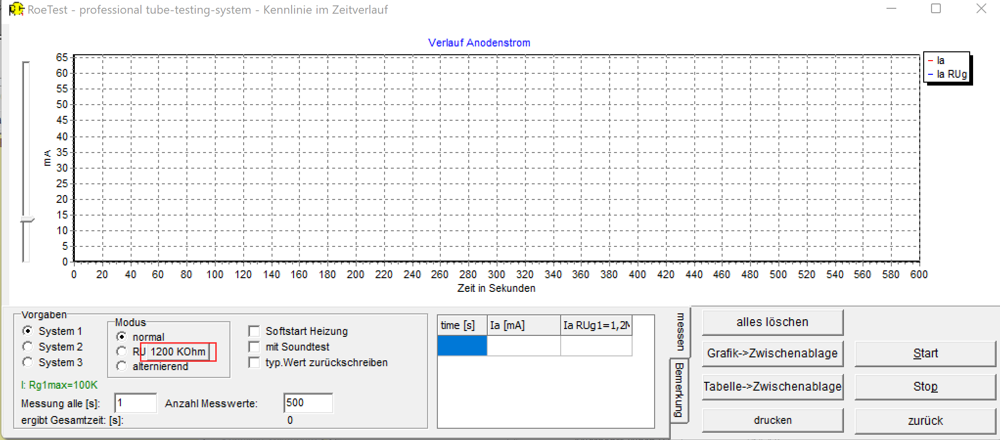 RoeTest - professional tube-testing-system - Kennlinie im Zeitverlauf
Verlauf Anodenstrom
65
60
55
50
45
40
35
30
25
20
15
10
5
0
mA
0 20 40 60 80 100 120 140 160 180 200 220 240 260 280 300 320 340 360 380 400 420 440 460 480 500 520 540 560 580 600
Zeit in Sekunden
Ia
Ia RUg
Vorgaben
System 1
System 2
System 3
Modus
normal
RU 1200 KOhm
alternierend
Softstart Heizung
mit Soundtest
typ.Wert zurückschreiben
I: Rg1max=100K
Messung alle [s]: 1 Anzahl Messwerte: 500
ergibt Gesamtzeit: [s]: 0
time [s] Ia [mA] Ia RUg1=1,2M
messen
Bemerkung
alles löschen
Grafik->Zwischenablage
Start
Tabelle->Zwischenablage
Stop
drucken
zurück